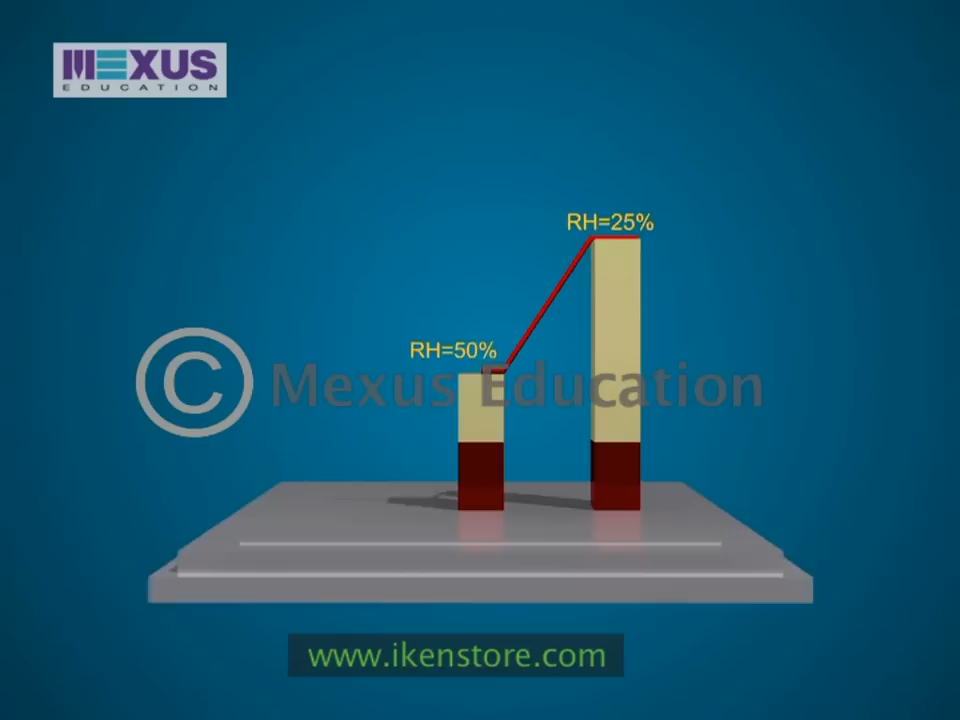 MEXUS
EDUCATION
RH=25%
RH=50%
© Mexus Education
www.ikenstore.com